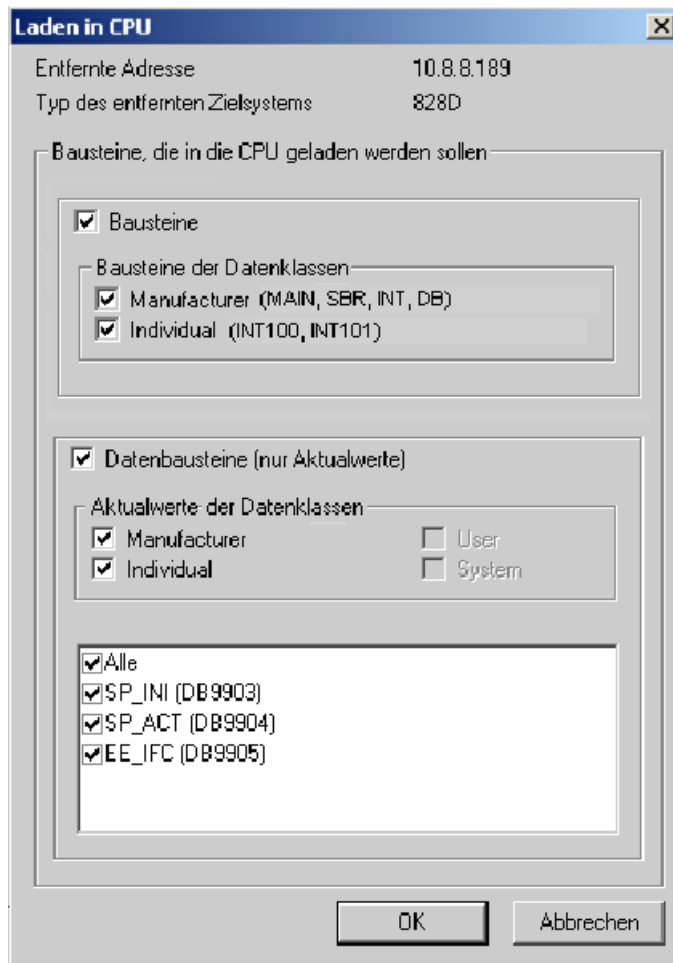 Laden in CPU
Entfernte Adresse 10.8.8.189
Typ des entfernten Zielsystems 828D
Bausteine, die in die CPU geladen werden sollen
Bausteine
Bausteine der Datenklassen
Manufacturer (MAIN, SBR, INT, DB)
Individual (INT100, INT101)
Datenbausteine (nur Aktualwerte)
Aktualwerte der Datenklassen
Manufacturer User
Individual System
Alle
SP_INI (DB9903)
SP_ACT (DB9904)
EE_IFC (DB9905)
OK Abbrechen